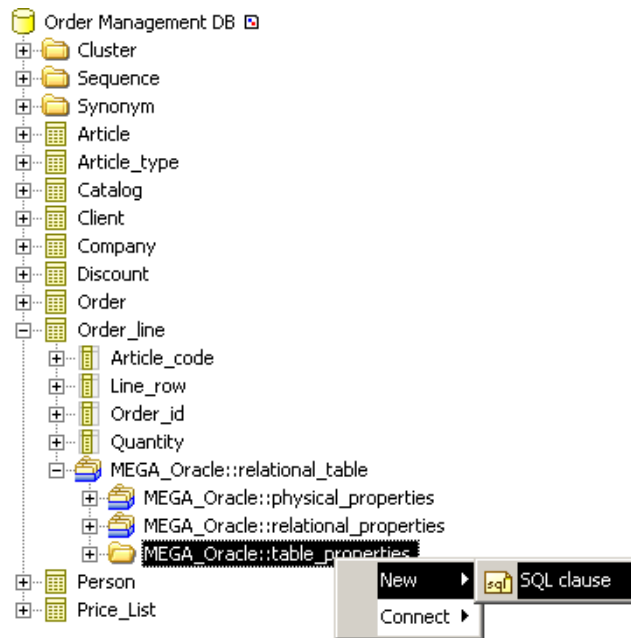 Order Management DB
Cluster
Sequence
Synonym
Article
Article_type
Catalog
Client
Company
Discount
Order
Order_line
Article_code
Line_row
Order_id
Quantity
MEGA_Oracle::relational_table
MEGA_Oracle::physical_properties
MEGA_Oracle::relational_properties
MEGA_Oracle::table_properties
Person
New
sql SQL clause
Price_List
Connect